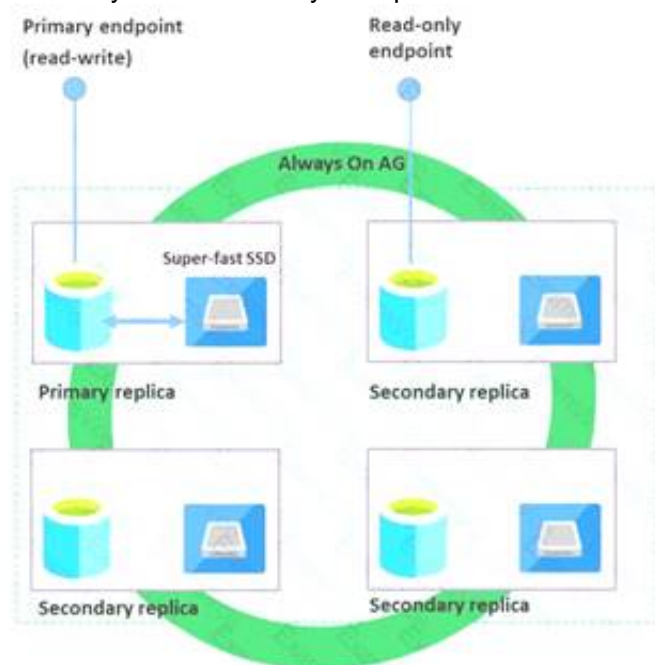 Primary endpoint
(read-write)
Read-only
endpoint
Always On AG
Super-fast SSD
Primary replica
Secondary replica
Secondary replica
Secondary replica